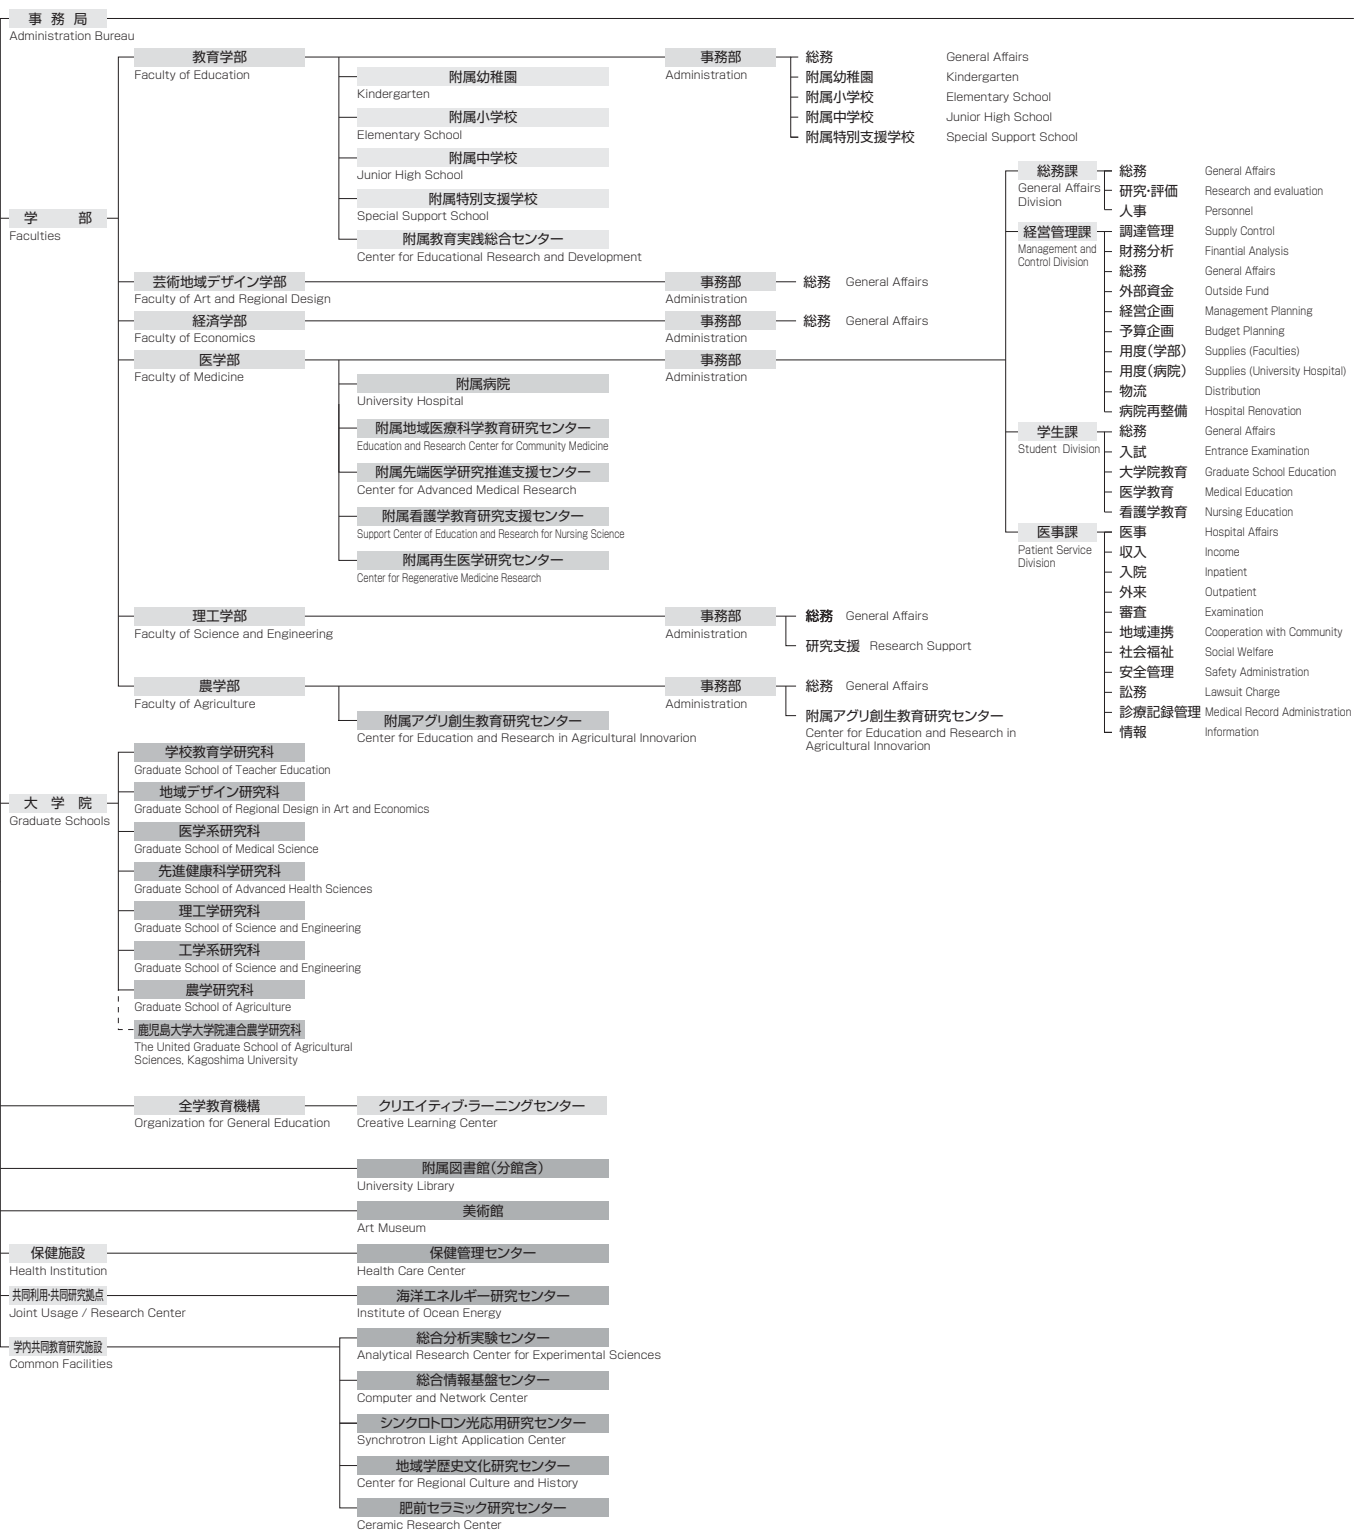 事務局
Administration Bureau
学部
Faculties
教育学部
Faculty of Education
附属幼稚園
Kindergarten
附属小学校
Elementary School
附属中学校
Junior High School
附属特別支援学校
Special Support School
附属教育実践総合センター
Center for Educational Research and Development
事務部
Administration
総務 General Affairs
附属幼稚園 Kindergarten
附属小学校 Elementary School
附属中学校 Junior High School
附属特別支援学校 Special Support School
芸術地域デザイン学部
Faculty of Art and Regional Design
事務部
Administration
総務 General Affairs
経済学部
Faculty of Economics
事務部
Administration
総務 General Affairs
医学部
Faculty of Medicine
附属病院
University Hospital
附属地域医療科学教育研究センター
Education and Research Center for Community Medicine
附属先端医学研究推進支援センター
Center for Advanced Medical Research
附属看護学教育研究支援センター
Support Center of Education and Research for Nursing Science
附属再生医学研究センター
Center for Regenerative Medicine Research
事務部
Administration
総務課
General Affairs
Division
総務 General Affairs
研究・評価 Research and evaluation
人事 Personnel
経営管理課
Management and
Control Division
調達管理 Supply Control
財務分析 Finantial Analysis
総務 General Affairs
外部資金 Outside Fund
経営企画 Management Planning
予算企画 Budget Planning
用度(学部) Supplies (Faculties)
用度(病院) Supplies (University Hospital)
物流 Distribution
病院再整備 Hospital Renovation
学生課
Student Division
総務 General Affairs
入試 Entrance Examination
大学院教育 Graduate School Education
医学教育 Medical Education
看護学教育 Nursing Education
医事課
Patient Service
Division
医事 Hospital Affairs
収入 Income
入院 Inpatient
外来 Outpatient
審査 Examination
地域連携 Cooperation with Community
社会福祉 Social Welfare
安全管理 Safety Administration
訟務 Lawsuit Charge
診療記録管理 Medical Record Administration
情報 Information
理工学部
Faculty of Science and Engineering
事務部
Administration
総務 General Affairs
研究支援 Research Support
農学部
Faculty of Agriculture
附属アグリ創生教育研究センター
Center for Education and Research in Agricultural Innovarion
事務部
Administration
総務 General Affairs
附属アグリ創生教育研究センター
Center for Education and Research in
Agricultural Innovarion
大学院
Graduate Schools
学校教育学研究科
Graduate School of Teacher Education
地域デザイン研究科
Graduate School of Regional Design in Art and Economics
医学系研究科
Graduate School of Medical Science
先進健康科学研究科
Graduate School of Advanced Health Sciences
理工学研究科
Graduate School of Science and Engineering
工学系研究科
Graduate School of Science and Engineering
農学研究科
Graduate School of Agriculture
鹿児島大学大学院連合農学研究科
The United Graduate School of Agricultural
Sciences, Kagoshima University
全学教育機構
Organization for General Education
クリエイティブ・ラーニングセンター
Creative Learning Center
附属図書館(分館含)
University Library
美術館
Art Museum
保健施設
Health Institution
保健管理センター
Health Care Center
共同利用・共同研究拠点
Joint Usage / Research Center
海洋エネルギー研究センター
Institute of Ocean Energy
学内共同教育研究施設
Common Facilities
総合分析実験センター
Analytical Research Center for Experimental Sciences
総合情報基盤センター
Computer and Network Center
シンクロトロン光応用研究センター
Synchrotron Light Application Center
地域学歴史文化研究センター
Center for Regional Culture and History
肥前セラミック研究センター
Ceramic Research Center